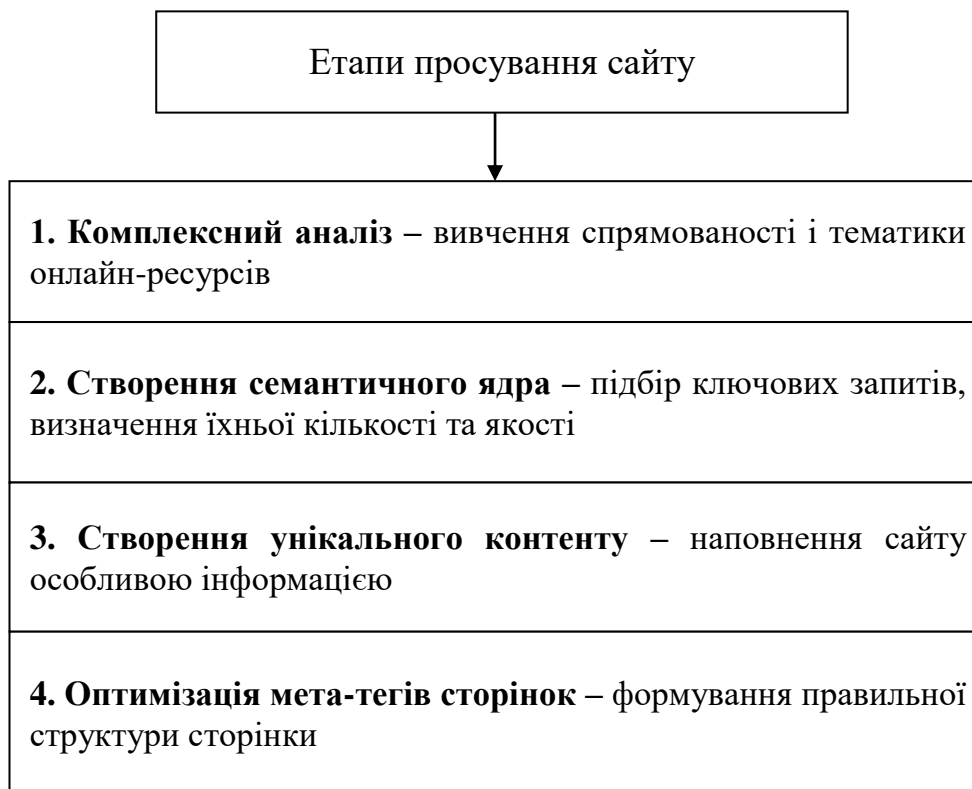 Етапи просування сайту
1. Комплексний аналіз – вивчення спрямованості і тематики
онлайн-ресурсів
2. Створення семантичного ядра – підбір ключових запитів,
визначення їхньої кількості та якості
3. Створення унікального контенту – наповнення сайту
особливою інформацією
4. Оптимізація мета-тегів сторінок – формування правильної
структури сторінки